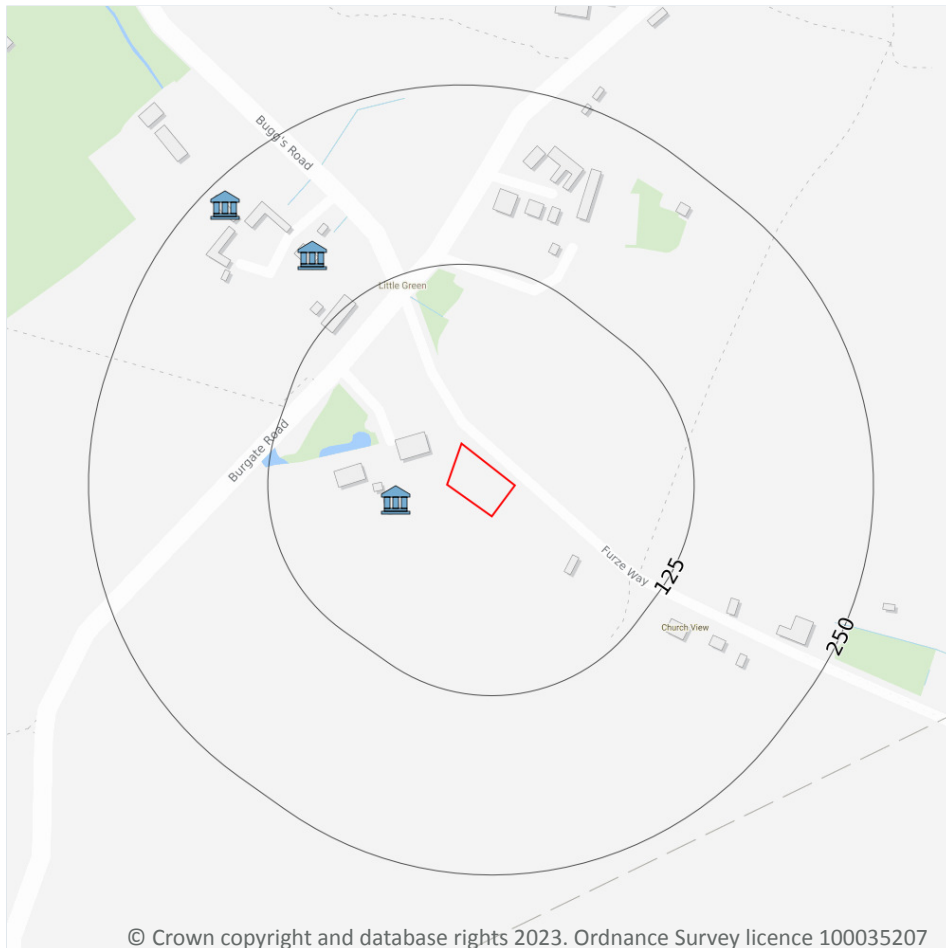 Bugg's Road
Little Green
Burgate Road
Furze Way
125
Church View
250
© Crown copyright and database rights 2023. Ordnance Survey licence 100035207